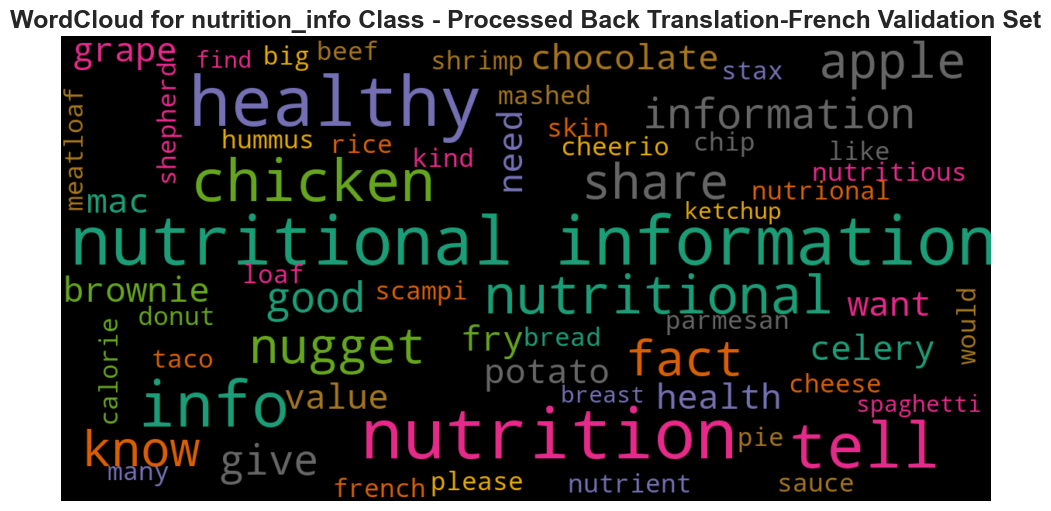 WordCloud for nutrition_info Class - Processed Back Translation-French Validation Set
grape
find
big
beef
shrimp
chocolate
stax
apple
healthy
mashed
information
meatloaf
shepherd
hummus
rice
kind
need
skin
cheerio
chip
like
nutritious
chicken
share
nutrional
mac
ketchup
nutritional information
loaf
brownie
good
scampi
nutritional
want
donut
parmesan
would
calorie
taco
nugget
fry
bread
fact
celery
potato
info
value
breast
health
cheese
spaghetti
know
give
nutrition
pie
tell
many
french
please
nutrient
sauce